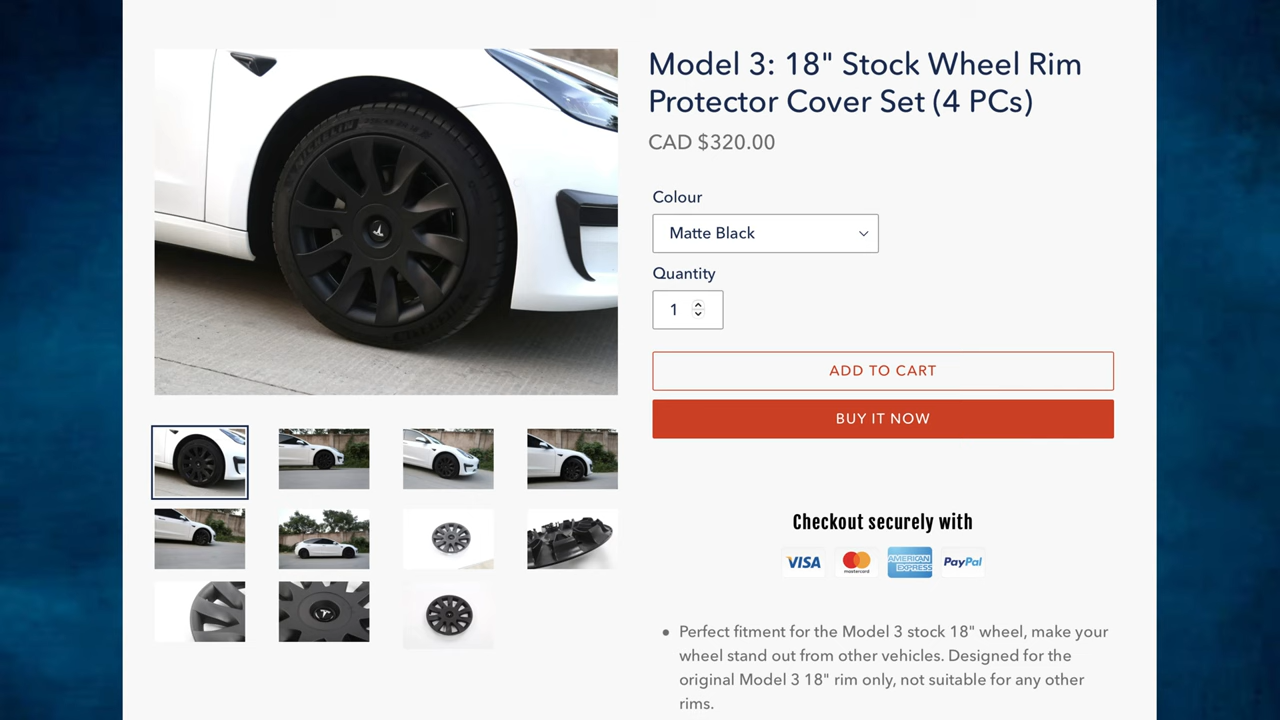 Model 3: 18" Stock Wheel Rim
Protector Cover Set (4 PCs)
CAD $320.00
Colour
Matte Black
Quantity
1
ADD TO CART
BUY IT NOW
Checkout securely with
VISA
mastercard
AMERICAN EXPRESS
PayPal
● Perfect fitment for the Model 3 stock 18" wheel, make your
wheel stand out from other vehicles. Designed for the
original Model 3 18" rim only, not suitable for any other
rims.